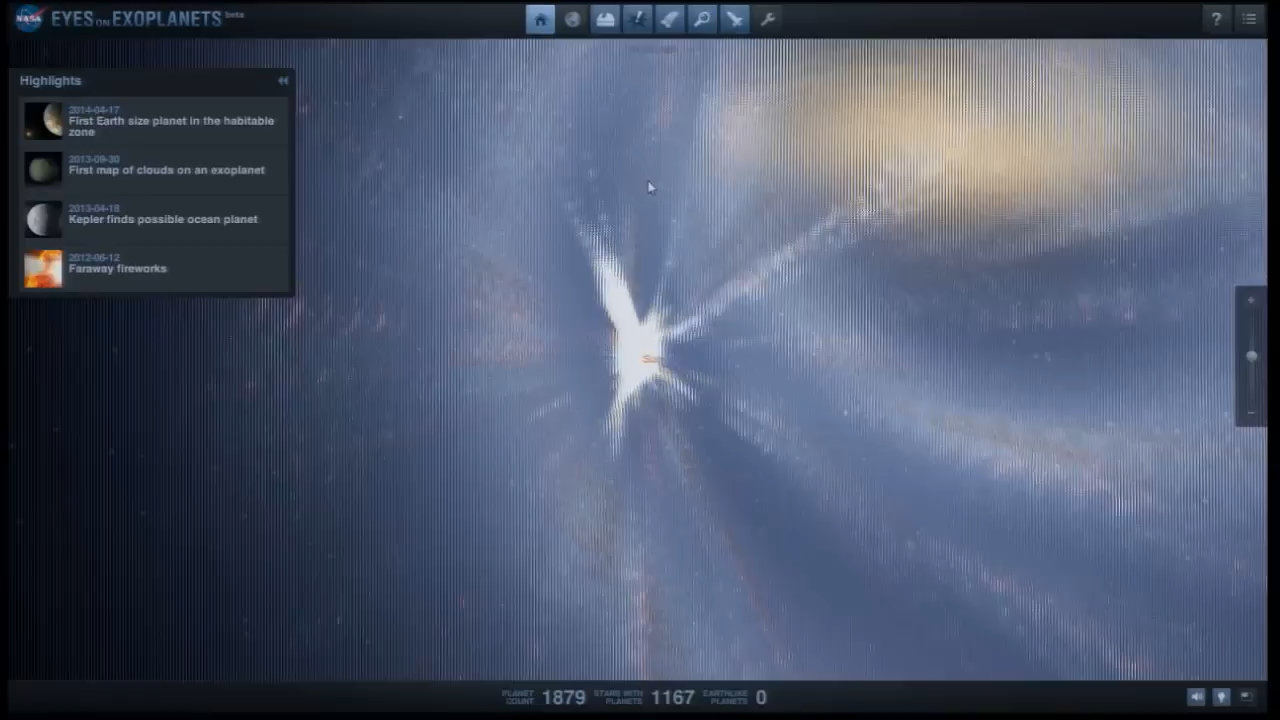 NASA EYES ON EXOPLANETS beta
?
Highlights
2014-04-17
First Earth size planet in the habitable
zone
2013-09-30
First map of clouds on an exoplanet
2013-04-18
Kepler finds possible ocean planet
2012-06-12
Faraway fireworks
Sun
PLANET COUNT 1879 STARS WITH PLANETS 1167 EARTHLIKE PLANETS 0